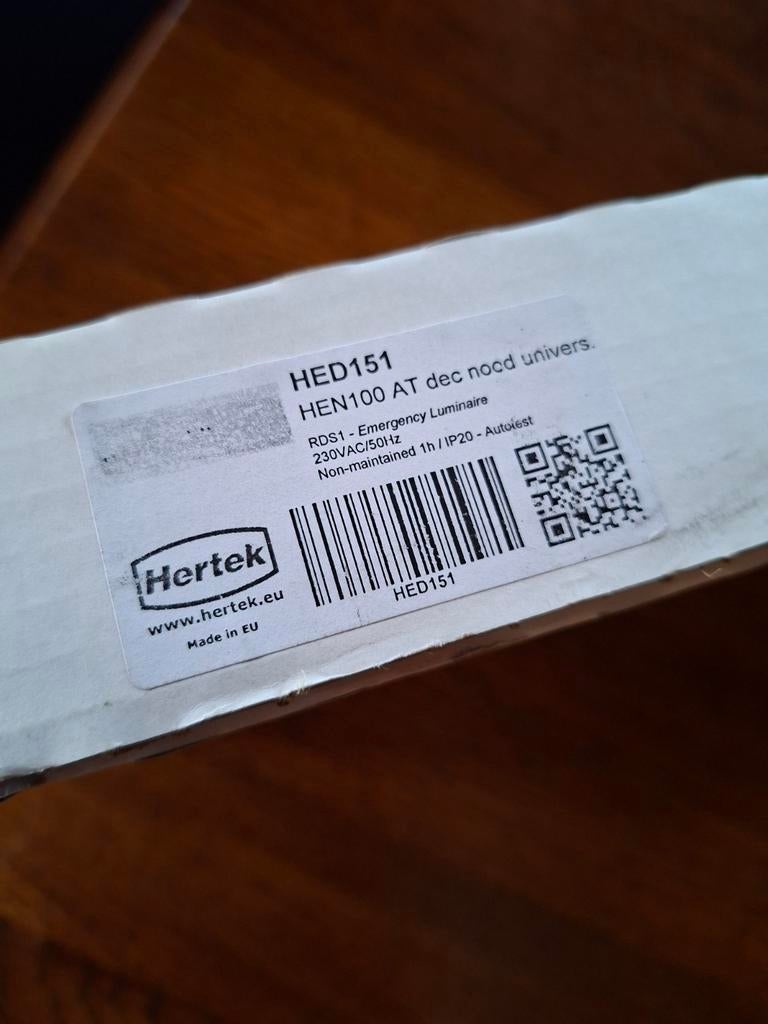 HED151
HEN100 AT dec nood univers.
RDS1 - Emergency Luminaire
230VAC/50Hz
Non-maintained 1h / IP20 - Autotest
Hertek
www.hertek.eu
Made in EU
HED151